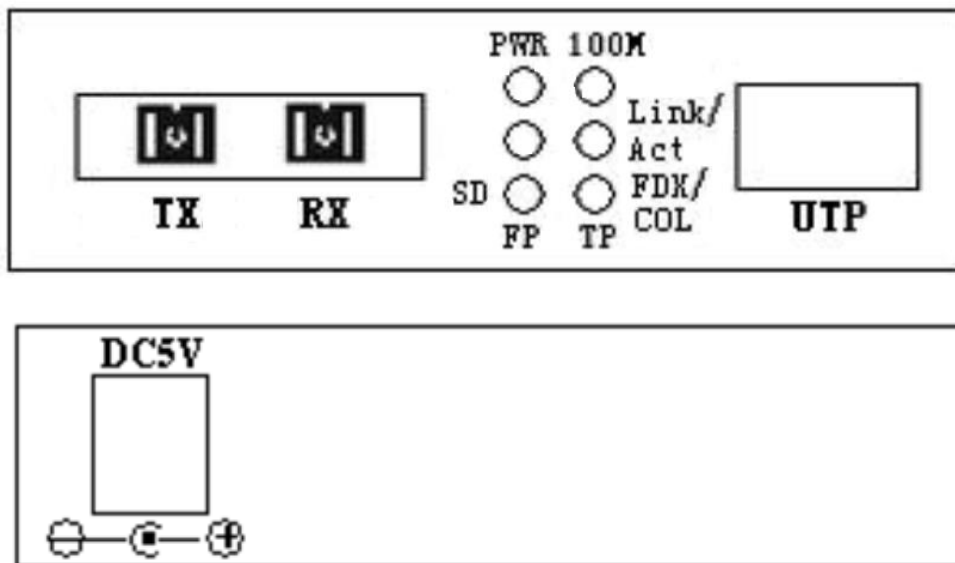 PWR 100M
Link/
Act
SD
FDX/
COL
TX RX
FP TP
UTP
DC5V